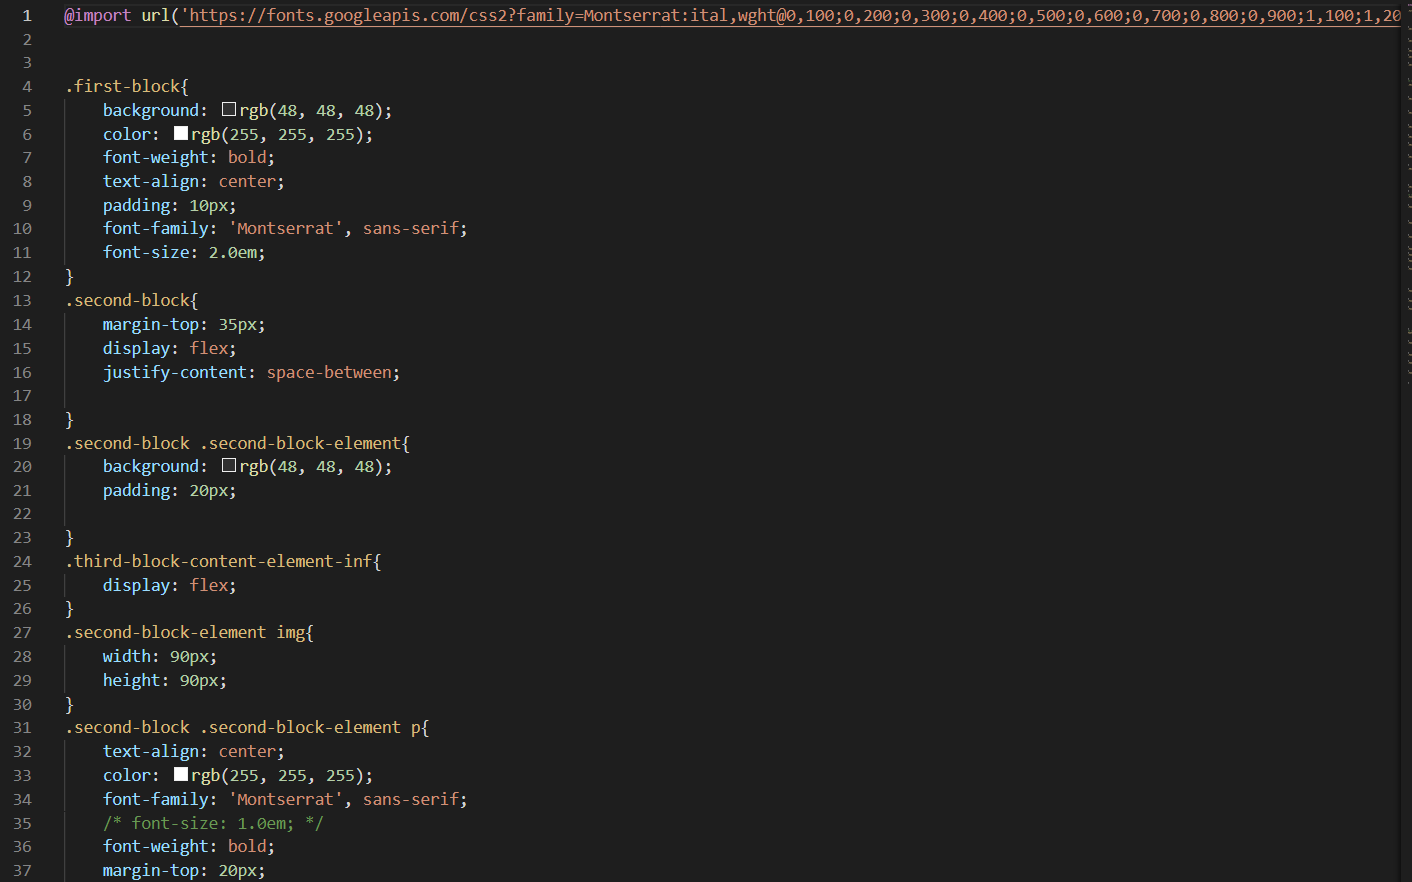 1 @import url('https://fonts.googleapis.com/css2?family=Montserrat:ital,wght@0,100;0,200;0,300;0,400;0,500;0,600;0,700;0,800;0,900;1,100;1,20
2
3
4 .first-block{
5 background: rgb(48, 48, 48);
6 color: rgb(255, 255, 255);
7 font-weight: bold;
8 text-align: center;
9 padding: 10px;
10 font-family: 'Montserrat', sans-serif;
11 font-size: 2.0em;
12 }
13 .second-block{
14 margin-top: 35px;
15 display: flex;
16 justify-content: space-between;
17
18 }
19 .second-block .second-block-element{
20 background: rgb(48, 48, 48);
21 padding: 20px;
22
23 }
24 .third-block-content-element-inf{
25 display: flex;
26 }
27 .second-block-element img{
28 width: 90px;
29 height: 90px;
30 }
31 .second-block .second-block-element p{
32 text-align: center;
33 color: rgb(255, 255, 255);
34 font-family: 'Montserrat', sans-serif;
35 /* font-size: 1.0em; */
36 font-weight: bold;
37 margin-top: 20px;